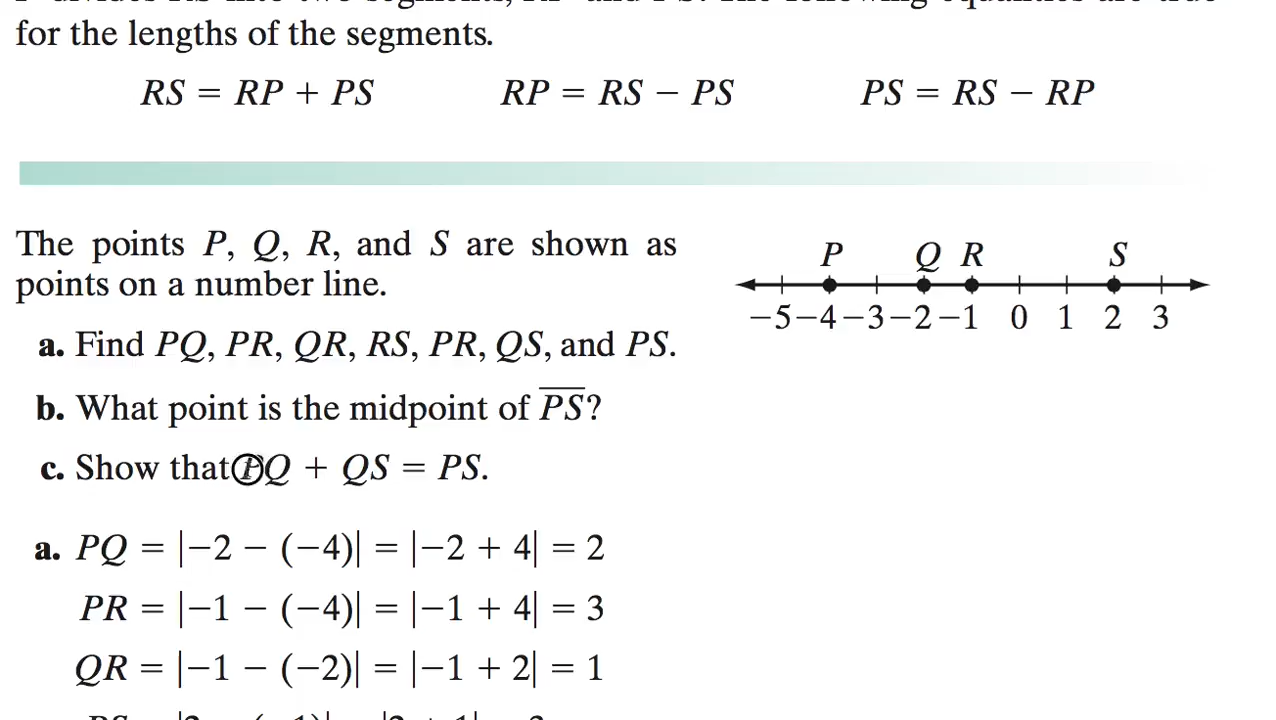 for the lengths of the segments.
RS = RP + PS RP = RS − PS PS = RS − RP
The points P, Q, R, and S are shown as
points on a number line.
P Q R S
−5 −4 −3 −2 −1 0 1 2 3
a. Find PQ, PR, QR, RS, PR, QS, and PS.
b. What point is the midpoint of P̅S̅?
c. Show that PQ + QS = PS.
a. PQ = |−2 − (−4)| = |−2 + 4| = 2
PR = |−1 − (−4)| = |−1 + 4| = 3
QR = |−1 − (−2)| = |−1 + 2| = 1